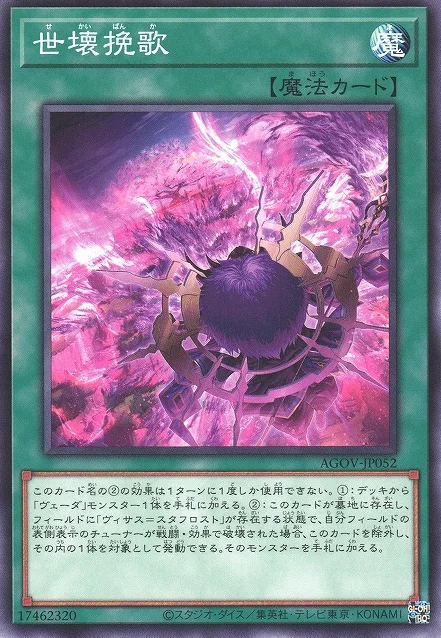 世壊挽歌
魔
【魔法カード】
AGOV-JP052
このカード名の②の効果は1ターンに1度しか使用できない。①：デッキから
「ヴェーダ」モンスター1体を手札に加える。②：このカードが墓地に存在し、
フィールドに「ヴィサス＝スタフロスト」が存在する状態で、自分フィールドの
表側表示のチューナーが戦闘・効果で破壊された場合、このカードを除外し、
その内の1体を対象として発動できる。そのモンスターを手札に加える。
17462320
©スタジオ・ダイス／集英社・テレビ東京・KONAMI